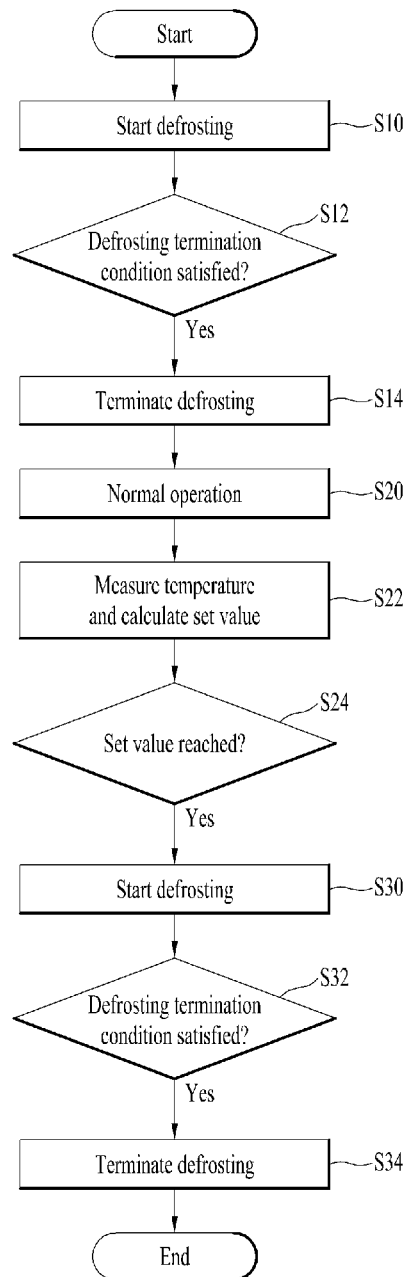 Start
Start defrosting
S10
S12
Defrosting termination
condition satisfied?
Yes
Terminate defrosting
S14
Normal operation
S20
Measure temperature
and calculate set value
S22
S24
Set value reached?
Yes
Start defrosting
S30
S32
Defrosting termination
condition satisfied?
Yes
Terminate defrosting
S34
End